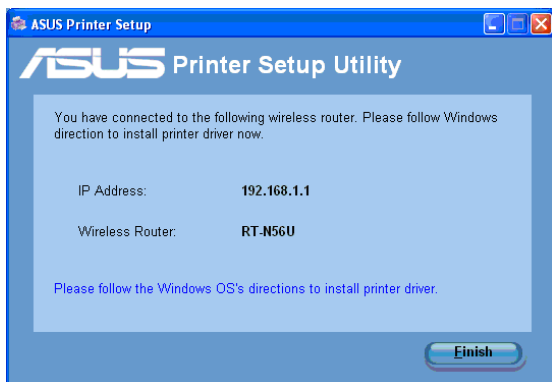 ASUS Printer Setup
ASUS Printer Setup Utility
You have connected to the following wireless router. Please follow Windows
direction to install printer driver now.
IP Address: 192.168.1.1
Wireless Router: RT-N56U
Please follow the Windows OS's directions to install printer driver.
Finish